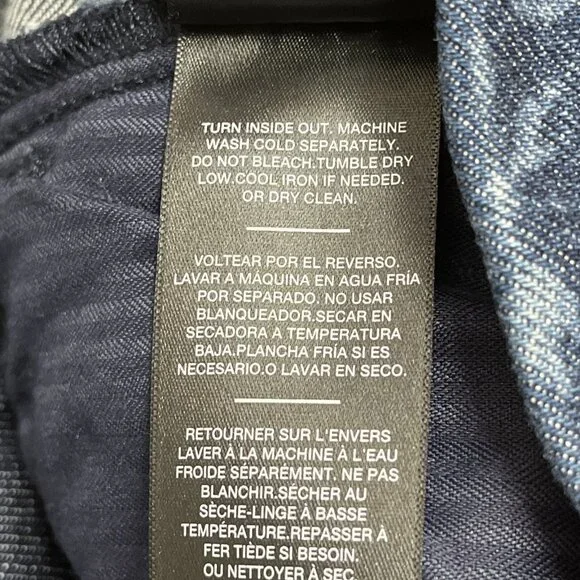 TURN INSIDE OUT. MACHINE
WASH COLD SEPARATELY.
DO NOT BLEACH.TUMBLE DRY
LOW.COOL IRON IF NEEDED.
OR DRY CLEAN.
VOLTEAR POR EL REVERSO.
LAVAR A MÁQUINA EN AGUA FRÍA
POR SEPARADO. NO USAR
BLANQUEADOR.SECAR EN
SECADORA A TEMPERATURA
BAJA.PLANCHA FRÍA SI ES
NECESARIO.O LAVAR EN SECO.
RETOURNER SUR L'ENVERS
LAVER À LA MACHINE À L'EAU
FROIDE SÉPARÉMENT. NE PAS
BLANCHIR.SÉCHER AU
SÈCHE-LINGE À BASSE
TEMPÉRATURE.REPASSER À
FER TIÈDE SI BESOIN.
OU NETTOYER À SEC